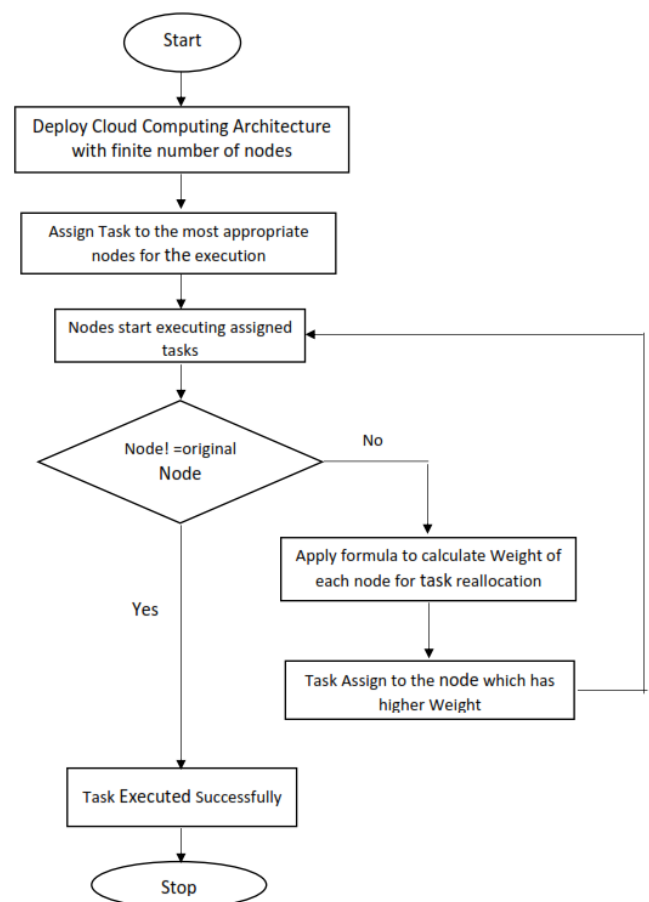 Start
Deploy Cloud Computing Architecture
with finite number of nodes
Assign Task to the most appropriate
nodes for the execution
Nodes start executing assigned
tasks
Node! =original
Node
No
Apply formula to calculate Weight of
each node for task reallocation
Yes
Task Assign to the node which has
higher Weight
Task Executed Successfully
Stop